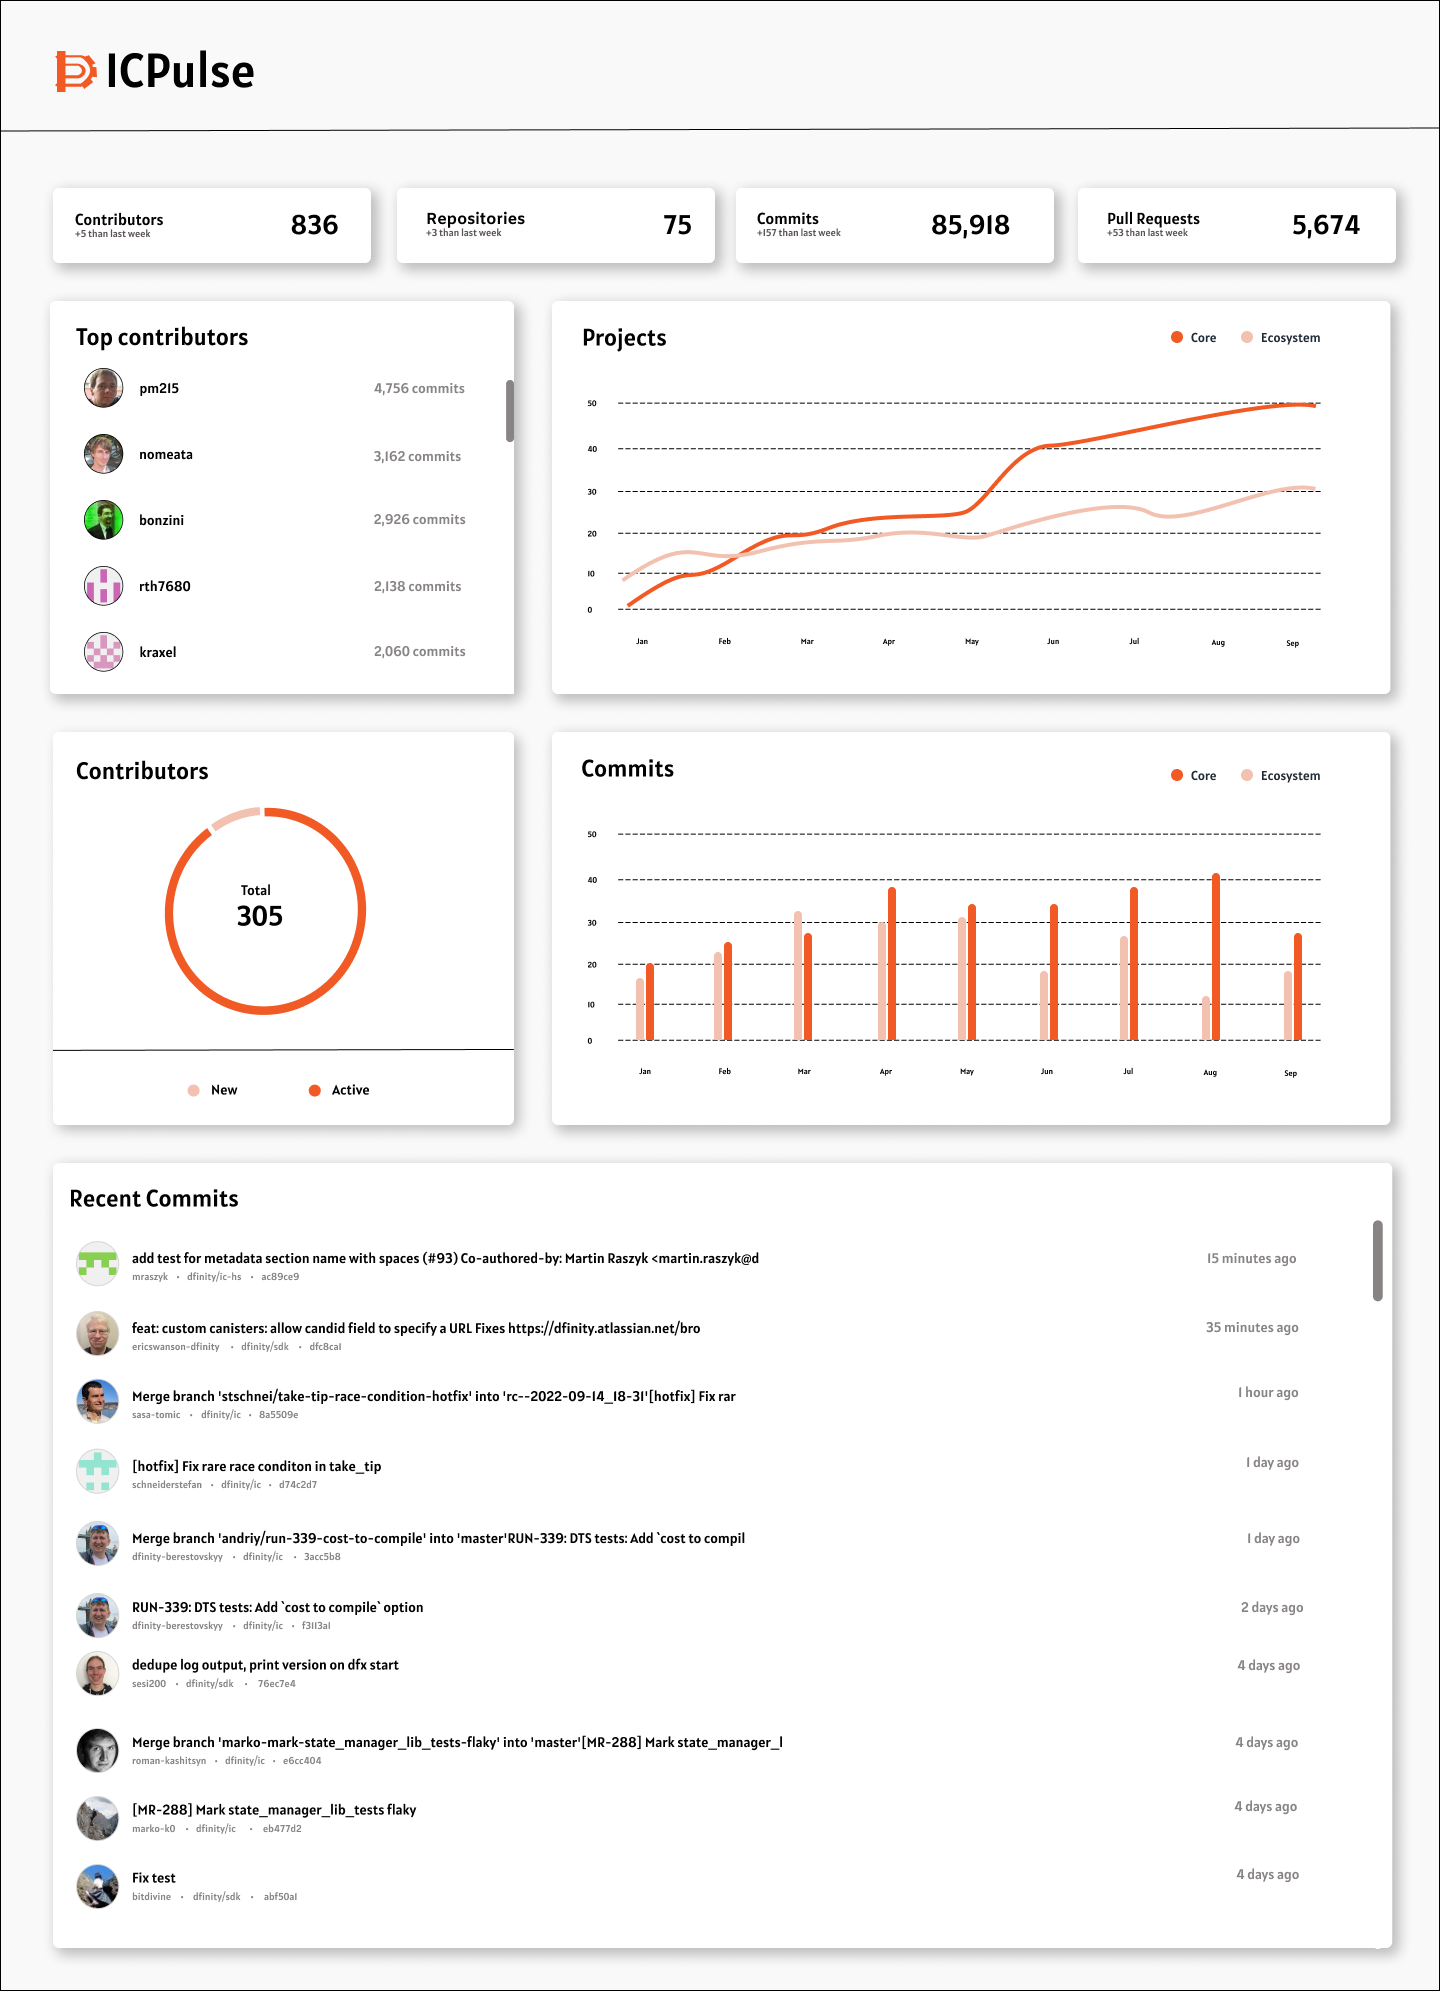 ICPulse
Contributors
+5 than last week
836
Repositories
+3 than last week
75
Commits
+157 than last week
85,918
Pull Requests
+53 than last week
5,674
Top contributors
pm215 4,756 commits
nomeata 3,162 commits
bonzini 2,926 commits
rth7680 2,138 commits
kraxel 2,060 commits
Projects
Core Ecosystem
50
40
30
20
10
0
Jan Feb Mar Apr May Jun Jul Aug Sep
Contributors
Total
305
New Active
Commits
Core Ecosystem
50
40
30
20
10
0
Jan Feb Mar Apr May Jun Jul Aug Sep
Recent Commits
add test for metadata section name with spaces (#93) Co-authored-by: Martin Raszyk <martin.raszyk@d 15 minutes ago
mraszyk • dfinity/ic-hs • ac89ce9
feat: custom canisters: allow candid field to specify a URL Fixes https://dfinity.atlassian.net/bro 35 minutes ago
ericswanson-dfinity • dfinity/sdk • dfc8ca1
Merge branch 'stschnei/take-tip-race-condition-hotfix' into 'rc--2022-09-14_18-31'[hotfix] Fix rar 1 hour ago
sasa-tomic • dfinity/ic • 8a5509e
[hotfix] Fix rare race conditon in take_tip 1 day ago
schneiderstefan • dfinity/ic • d74c2d7
Merge branch 'andriy/run-339-cost-to-compile' into 'master'RUN-339: DTS tests: Add `cost to compil 1 day ago
dfinity-berestovskyy • dfinity/ic • 3acc5b8
RUN-339: DTS tests: Add `cost to compile` option 2 days ago
dfinity-berestovskyy • dfinity/ic • f3113a1
dedupe log output, print version on dfx start 4 days ago
sesi200 • dfinity/sdk • 76ec7e4
Merge branch 'marko-mark-state_manager_lib_tests-flaky' into 'master'[MR-288] Mark state_manager_l 4 days ago
roman-kashitsyn • dfinity/ic • e6cc404
[MR-288] Mark state_manager_lib_tests flaky 4 days ago
marko-k0 • dfinity/ic • eb477d2
Fix test 4 days ago
bitdivine • dfinity/sdk • abf50a1